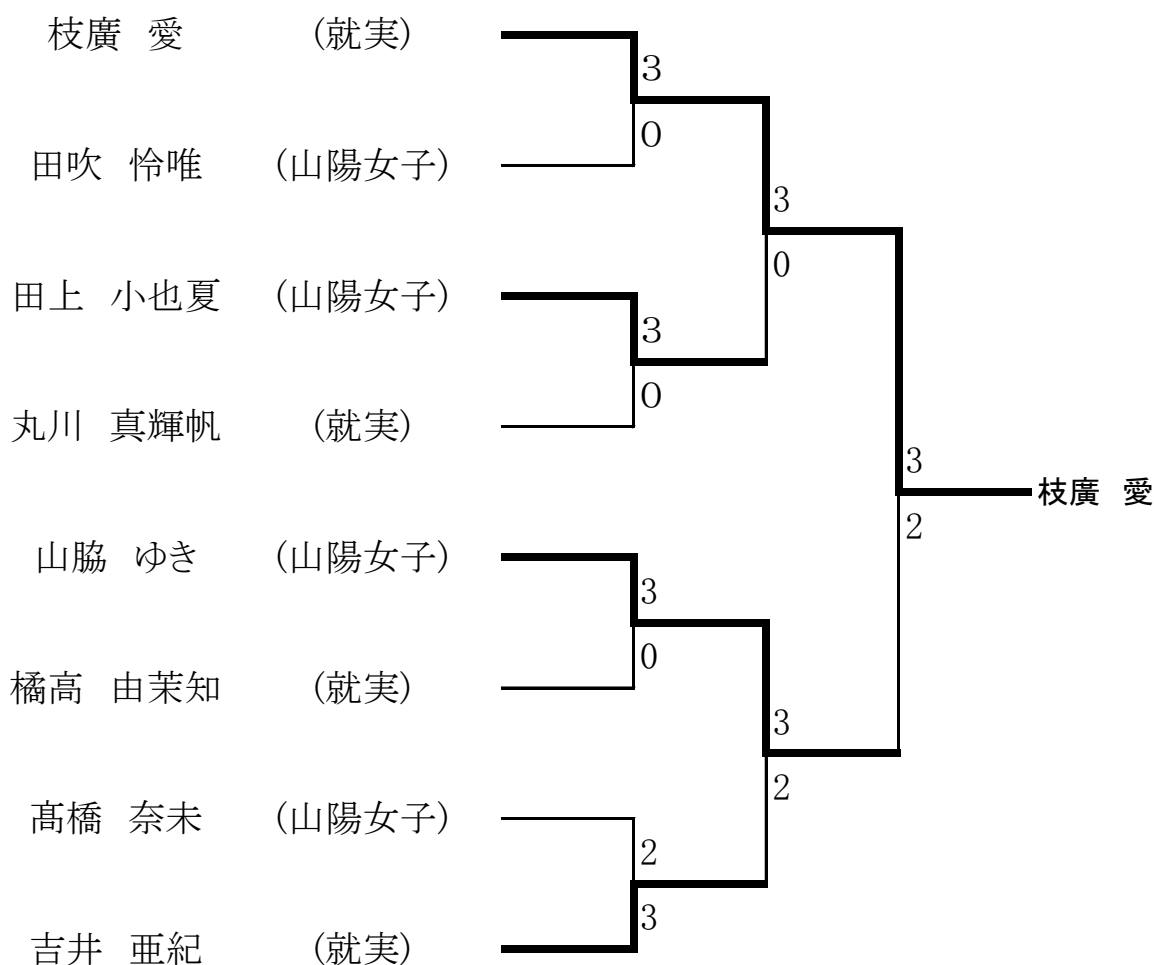 枝廣 愛 (就実)
3
0
田吹 怜唯 (山陽女子)
3
0
田上 小也夏 (山陽女子)
3
0
丸川 真輝帆 (就実)
3
枝廣 愛
2
山脇 ゆき (山陽女子)
3
0
橘高 由茉知 (就実)
3
2
髙橋 奈未 (山陽女子)
2
3
吉井 亜紀 (就実)